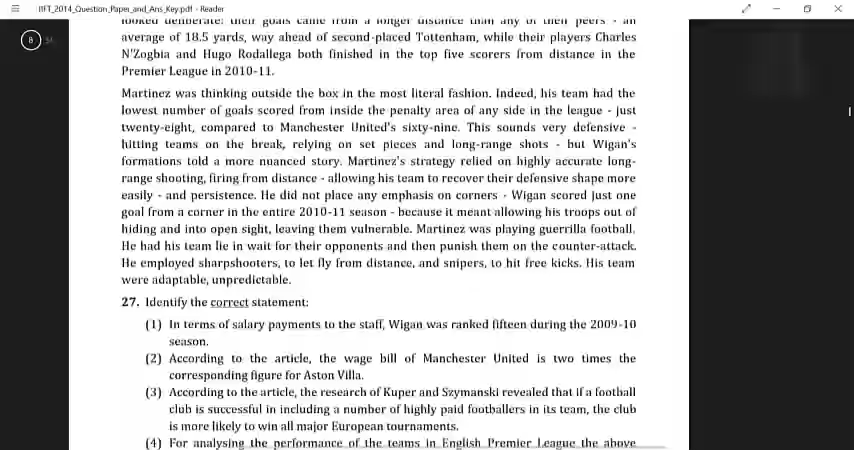 IIFT_2014_Question_Paper_and_Ans_Key.pdf - Reader
8
looked deliberate: their goals came from a longer distance than any of their peers - an
average of 18.5 yards, way ahead of second-placed Tottenham, while their players Charles
N'Zogbia and Hugo Rodallega both finished in the top five scorers from distance in the
Premier League in 2010-11.
Martinez was thinking outside the box in the most literal fashion. Indeed, his team had the
lowest number of goals scored from inside the penalty area of any side in the league - just
twenty-eight, compared to Manchester United's sixty-nine. This sounds very defensive -
hitting teams on the break, relying on set pieces and long-range shots - but Wigan's
formations told a more nuanced story. Martinez's strategy relied on highly accurate long-
range shooting, firing from distance - allowing his team to recover their defensive shape more
easily - and persistence. He did not place any emphasis on corners - Wigan scored just one
goal from a corner in the entire 2010-11 season - because it meant allowing his troops out of
hiding and into open sight, leaving them vulnerable. Martinez was playing guerrilla football.
He had his team lie in wait for their opponents and then punish them on the counter-attack.
He employed sharpshooters, to let fly from distance, and snipers, to hit free kicks. His team
were adaptable, unpredictable.
27. Identify the correct statement:
(1) In terms of salary payments to the staff, Wigan was ranked fifteen during the 2009-10
season.
(2) According to the article, the wage bill of Manchester United is two times the
corresponding figure for Aston Villa.
(3) According to the article, the research of Kuper and Szymanski revealed that if a football
club is successful in including a number of highly paid footballers in its team, the club
is more likely to win all major European tournaments.
(4) For analysing the performance of the teams in English Premier League the above